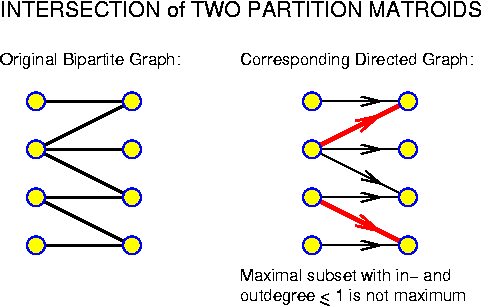 INTERSECTION of TWO PARTITION MATROIDS
Original Bipartite Graph:
Corresponding Directed Graph:
Maximal subset with in- and
outdegree ≤ 1 is not maximum